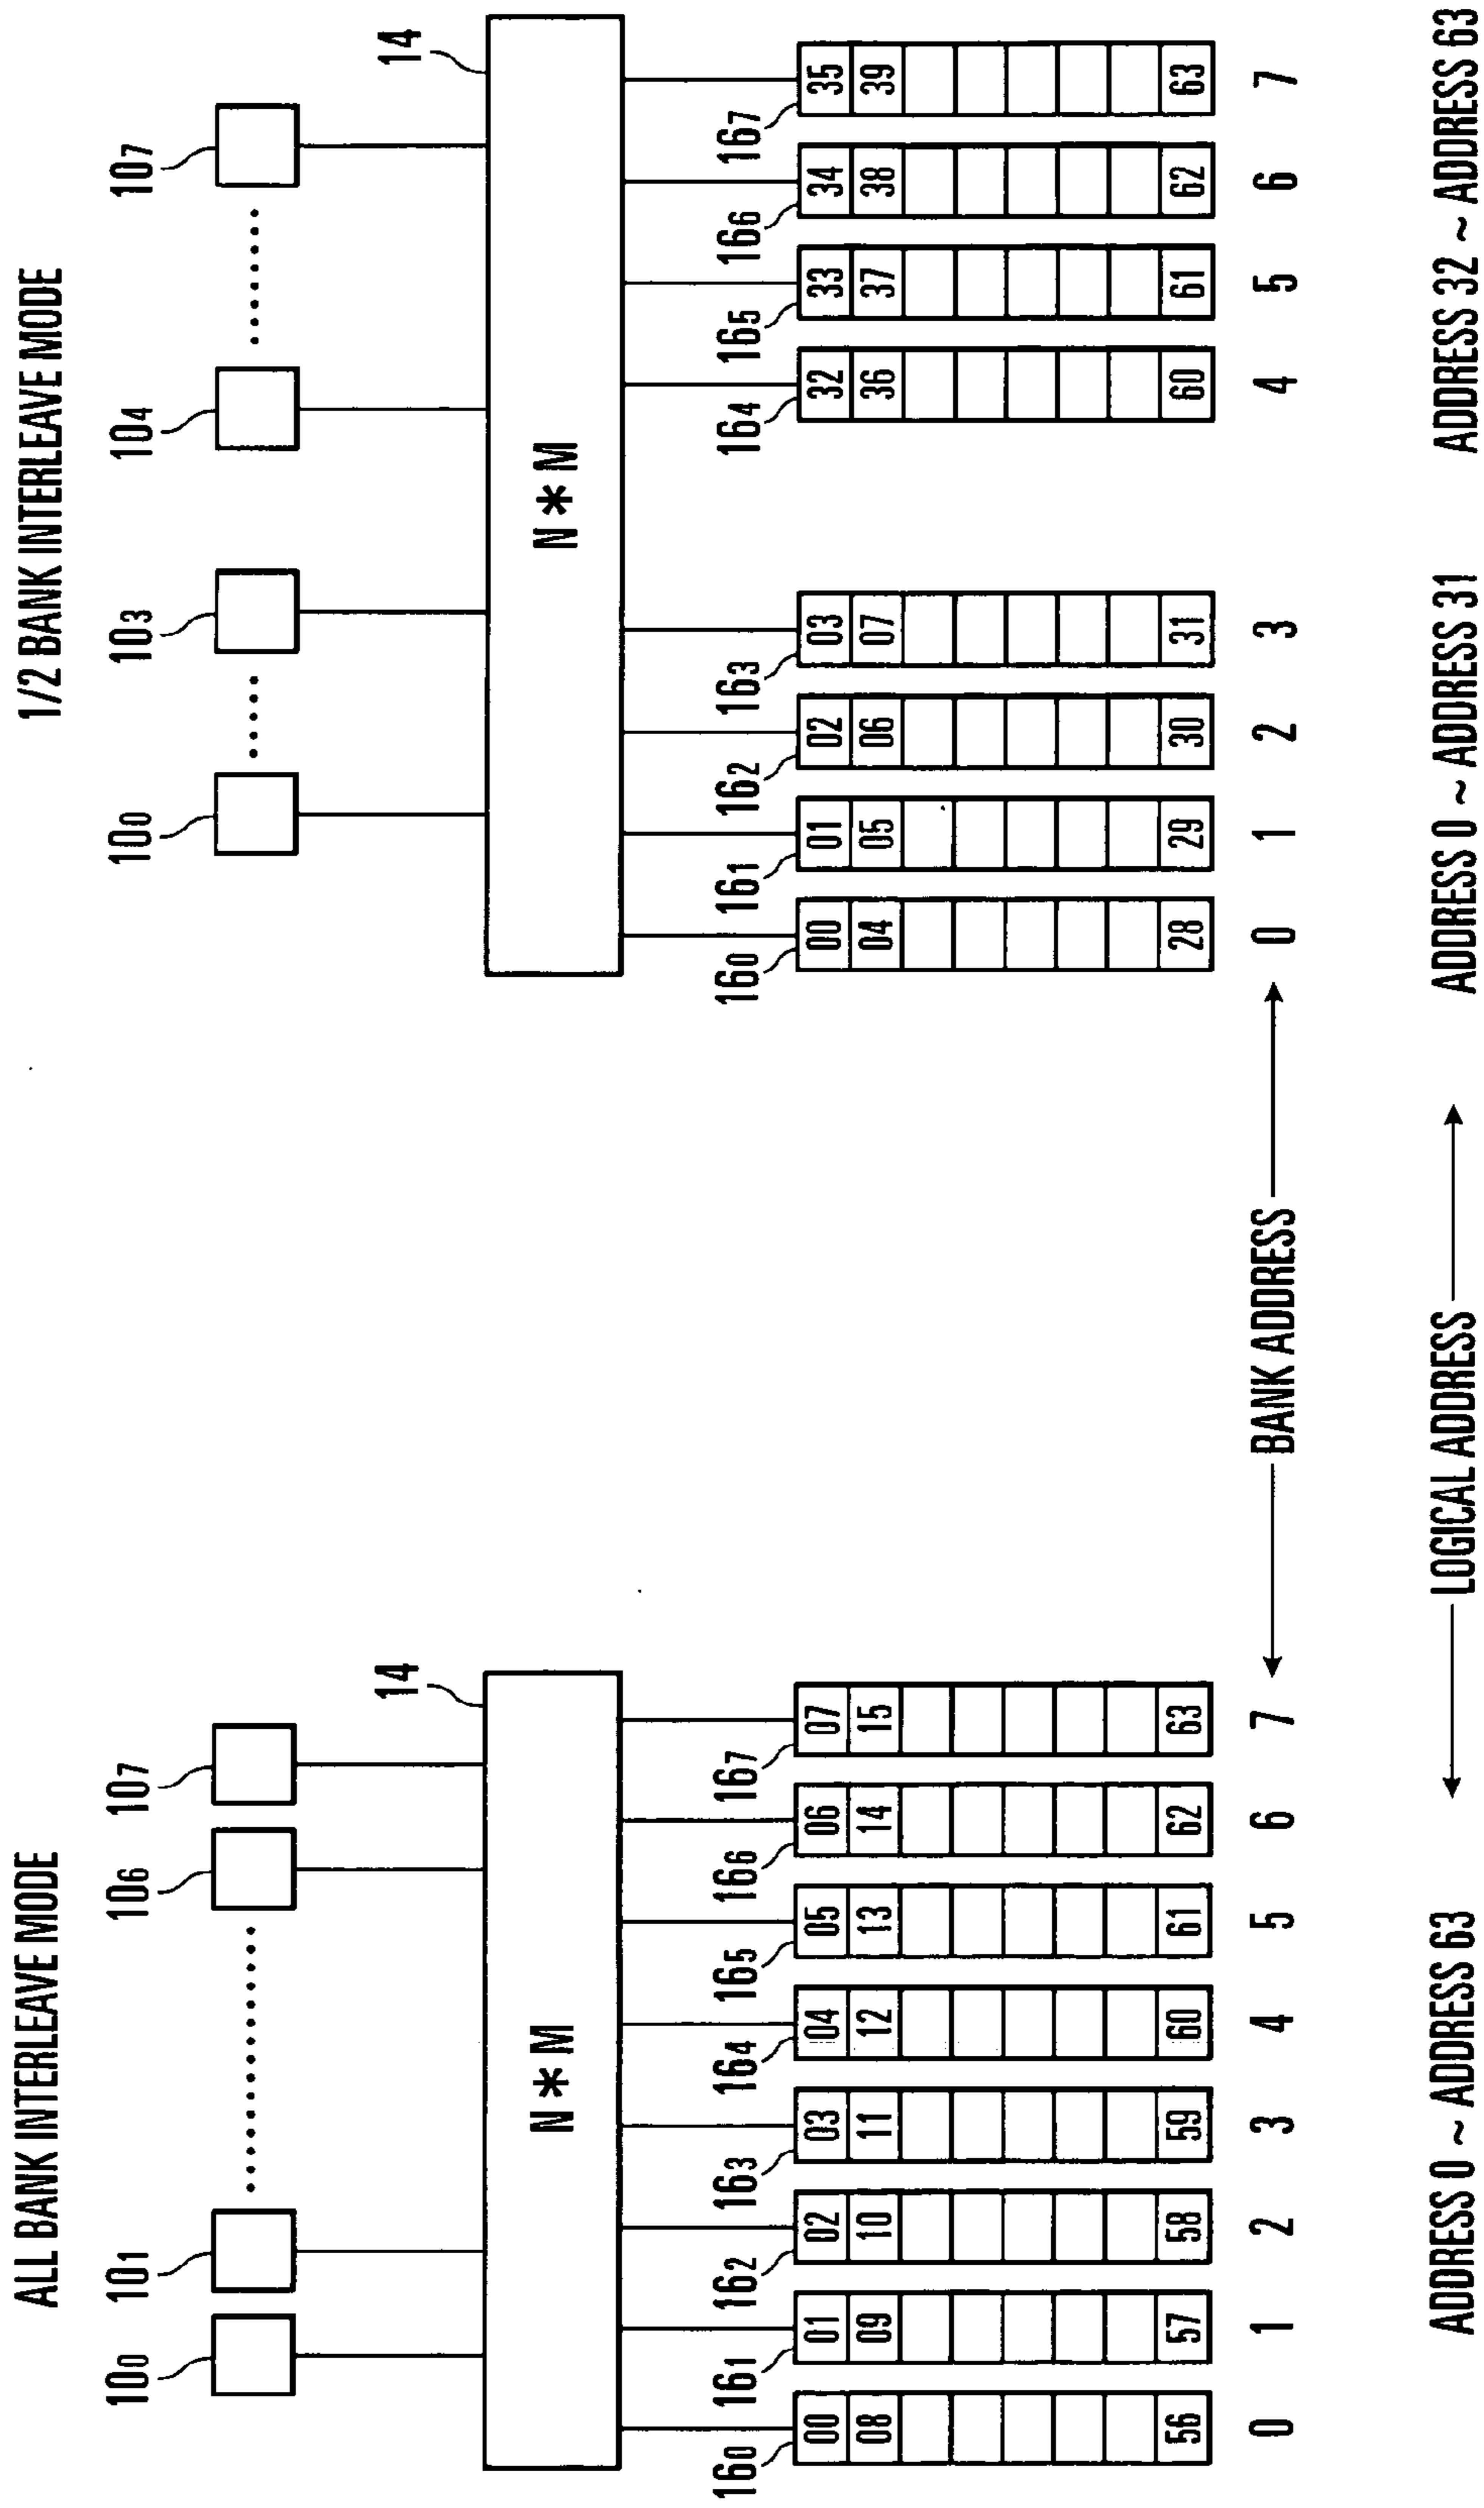 ALL BANK INTERLEAVE MODE
10₀ 10₁ 10₆ 10₇
14
N * M
16₀ 16₁ 16₂ 16₃ 16₄ 16₅ 16₆ 16₇
00 01 02 03 04 05 06 07
08 09 10 11 12 13 14 15
56 57 58 59 60 61 62 63
0 1 2 3 4 5 6 7
ADDRESS 0 ~ ADDRESS 63
BANK ADDRESS
LOGICAL ADDRESS
1/2 BANK INTERLEAVE MODE
10₀ 10₃ 10₄ 10₇
14
N * M
16₀ 16₁ 16₂ 16₃ 16₄ 16₅ 16₆ 16₇
00 01 02 03 32 33 34 35
04 05 06 07 36 37 38 39
28 29 30 31 60 61 62 63
0 1 2 3 4 5 6 7
ADDRESS 0 ~ ADDRESS 31 ADDRESS 32 ~ ADDRESS 63